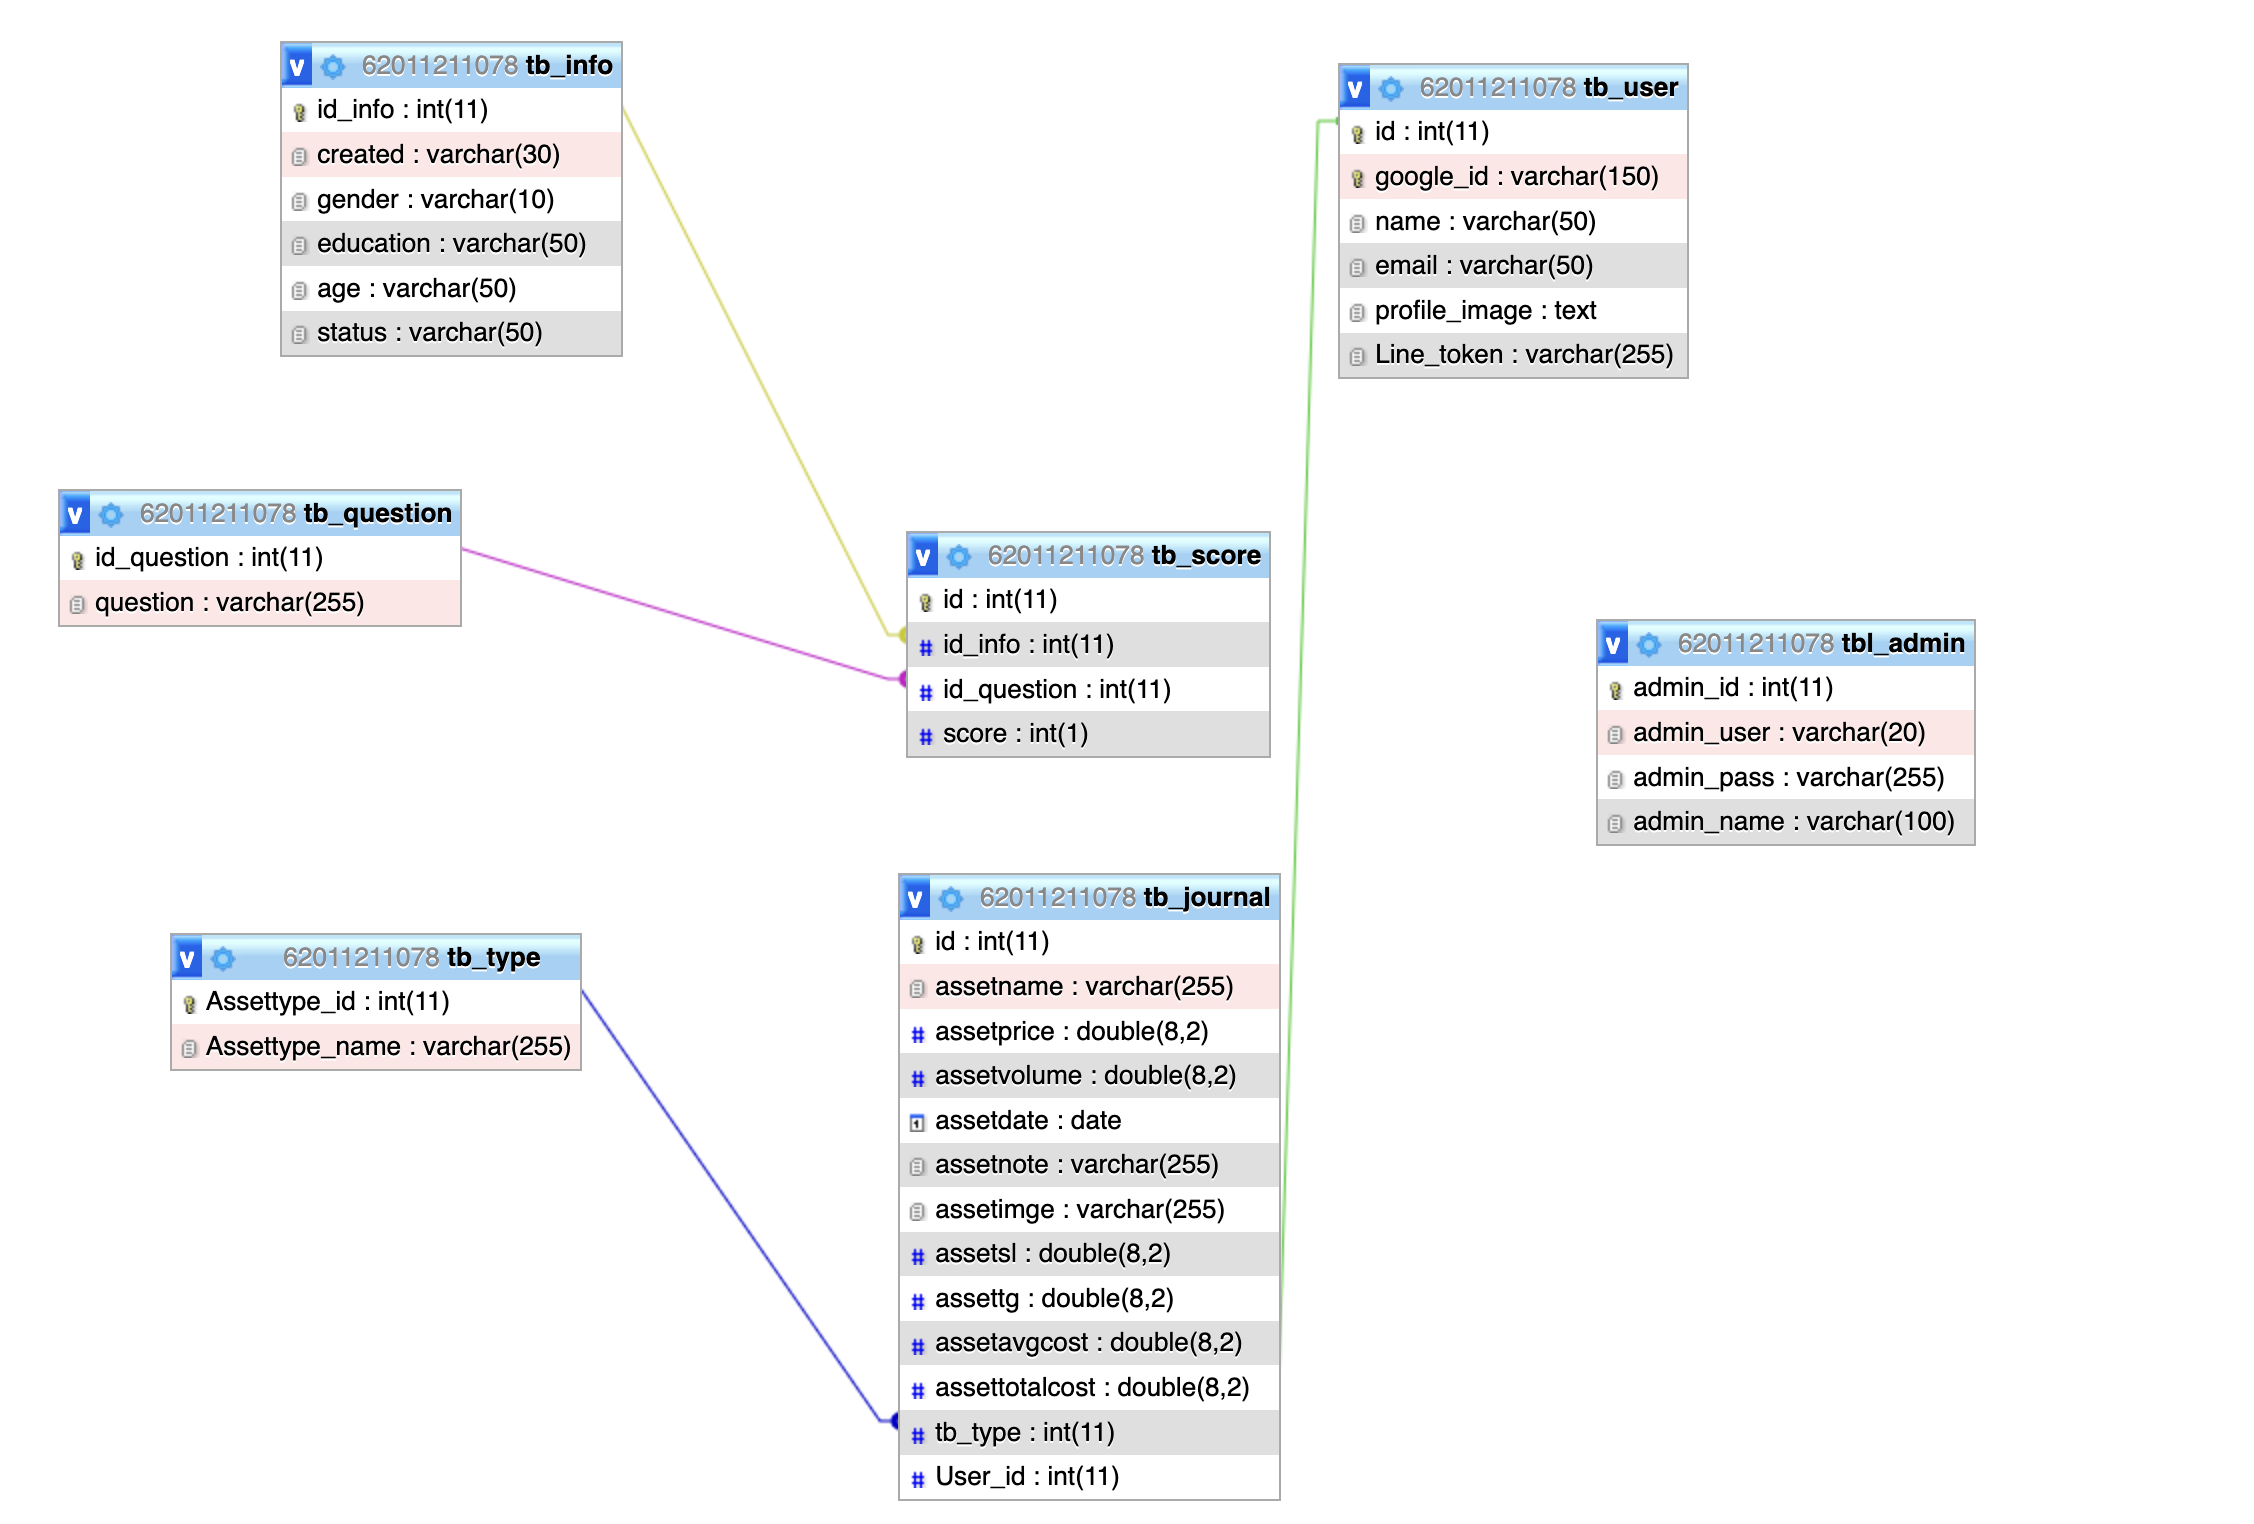 v 62011211078 tb_info
id_info : int(11)
created : varchar(30)
gender : varchar(10)
education : varchar(50)
age : varchar(50)
status : varchar(50)
v 62011211078 tb_user
id : int(11)
google_id : varchar(150)
name : varchar(50)
email : varchar(50)
profile_image : text
Line_token : varchar(255)
v 62011211078 tb_question
id_question : int(11)
question : varchar(255)
v 62011211078 tb_score
id : int(11)
# id_info : int(11)
# id_question : int(11)
# score : int(1)
v 62011211078 tbl_admin
admin_id : int(11)
admin_user : varchar(20)
admin_pass : varchar(255)
admin_name : varchar(100)
v 62011211078 tb_type
Assettype_id : int(11)
Assettype_name : varchar(255)
v 62011211078 tb_journal
id : int(11)
assetname : varchar(255)
# assetprice : double(8,2)
# assetvolume : double(8,2)
assetdate : date
assetnote : varchar(255)
assetimge : varchar(255)
# assetsl : double(8,2)
# assettg : double(8,2)
# assetavgcost : double(8,2)
# assettotalcost : double(8,2)
# tb_type : int(11)
# User_id : int(11)